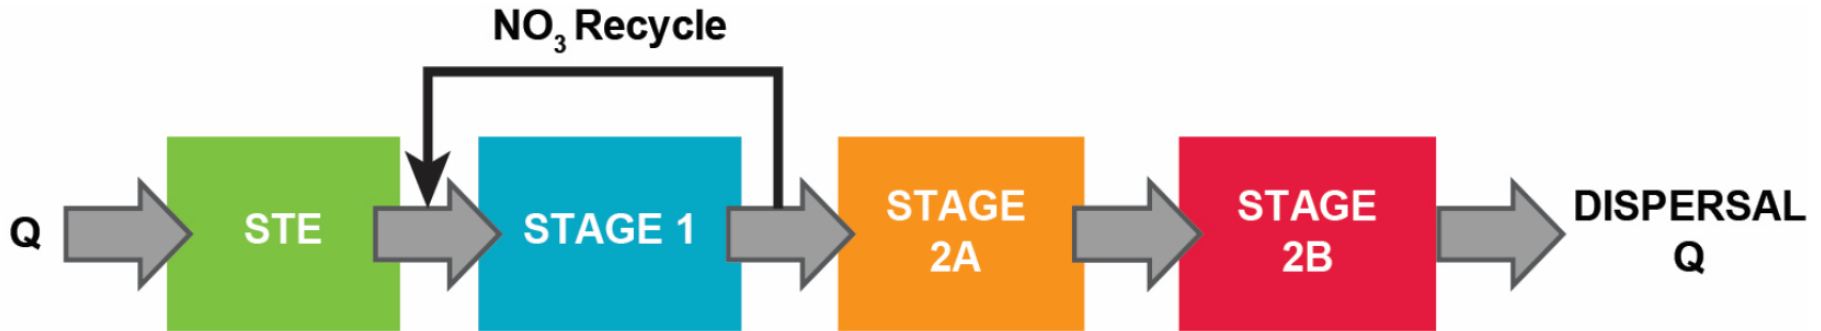 NO₃ Recycle
Q
STE
STAGE 1
STAGE
2A
STAGE
2B
DISPERSAL
Q